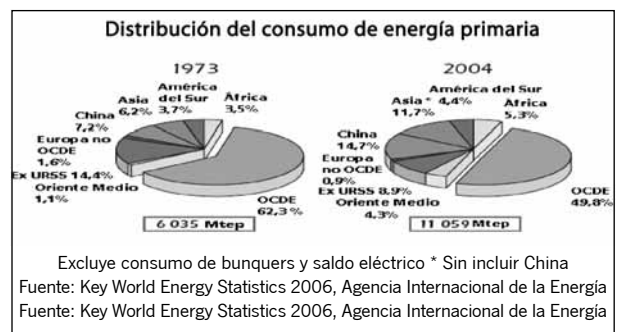 Distribución del consumo de energía primaria
1973
América
del Sur
3,7%
África
3,5%
Asia
6,2%
China
7,2%
Europa no
OCDE
1,6%
Ex URSS 14,4%
Oriente Medio
1,1%
OCDE
62,3%
6 035 Mtep
2004
América del Sur
4,4%
África
5,3%
Asia *
11,7%
China
14,7%
Europa
no OCDE
0,9%
Ex URSS 8,9%
Oriente Medio
4,3%
OCDE
49,8%
11 059 Mtep
Excluye consumo de bunquers y saldo eléctrico * Sin incluir China
Fuente: Key World Energy Statistics 2006, Agencia Internacional de la Energía
Fuente: Key World Energy Statistics 2006, Agencia Internacional de la Energía